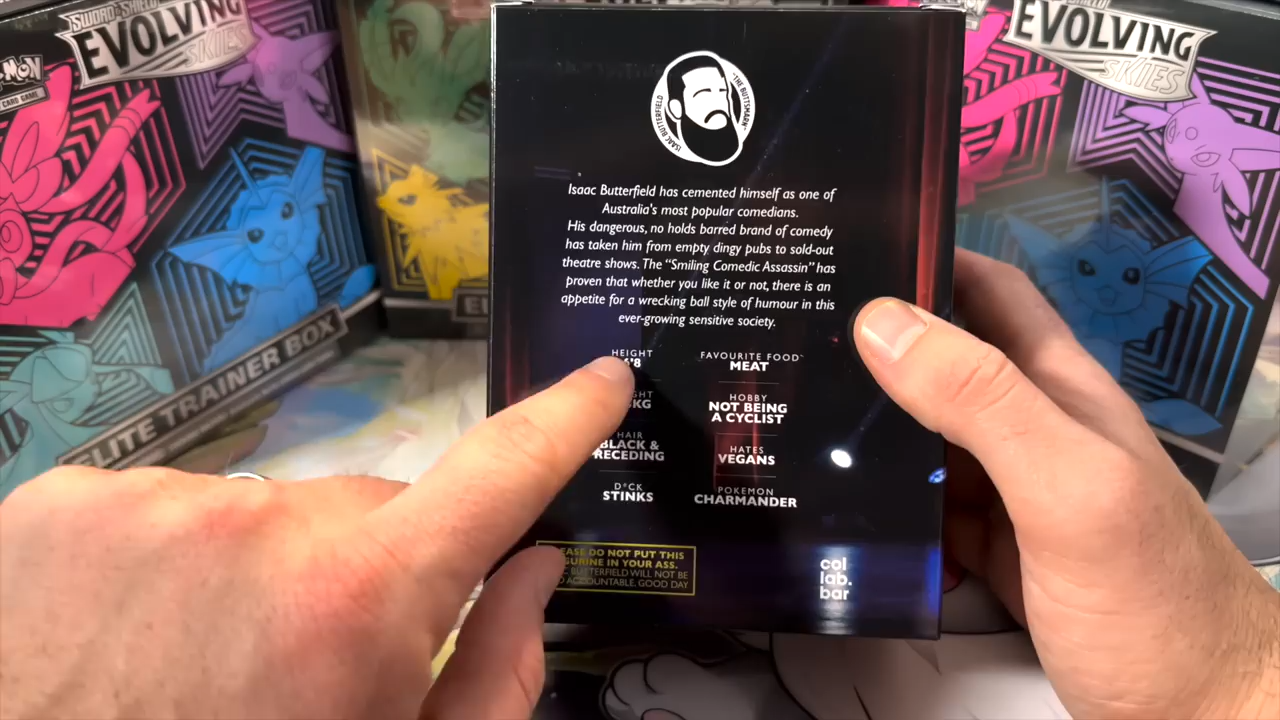 SWORD & SHIELD
EVOLVING
SKIES
CARD GAME
ELITE TRAINER BOX
SWORD & SHIELD
EVOLVING
SKIES
ISAAC BUTTERFIELD
"THE BUTTSMAN"
Isaac Butterfield has cemented himself as one of
Australia's most popular comedians.
His dangerous, no holds barred brand of comedy
has taken him from empty dingy pubs to sold-out
theatre shows. The "Smiling Comedic Assassin" has
proven that whether you like it or not, there is an
appetite for a wrecking ball style of humour in this
ever-growing sensitive society.
HEIGHT
6'8
HAIR
BLACK &
RECEDING
D*CK
STINKS
FAVOURITE FOOD
MEAT
HOBBY
NOT BEING
A CYCLIST
HATES
VEGANS
POKEMON
CHARMANDER
DO NOT PUT THIS
IN YOUR ASS.
BUTTERFIELD WILL NOT BE
ACCOUNTABLE. GOOD DAY
col
lab.
bar